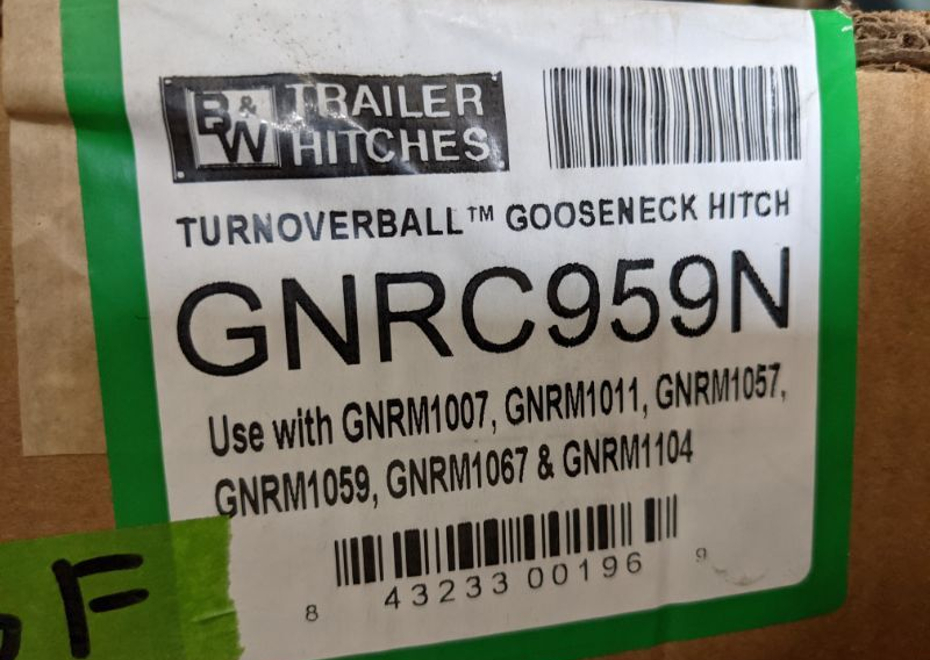 B&W TRAILER
HITCHES
TURNOVERBALL™ GOOSENECK HITCH
GNRC959N
Use with GNRM1007, GNRM1011, GNRM1057,
GNRM1059, GNRM1067 & GNRM1104
8 43233 00196 9
F